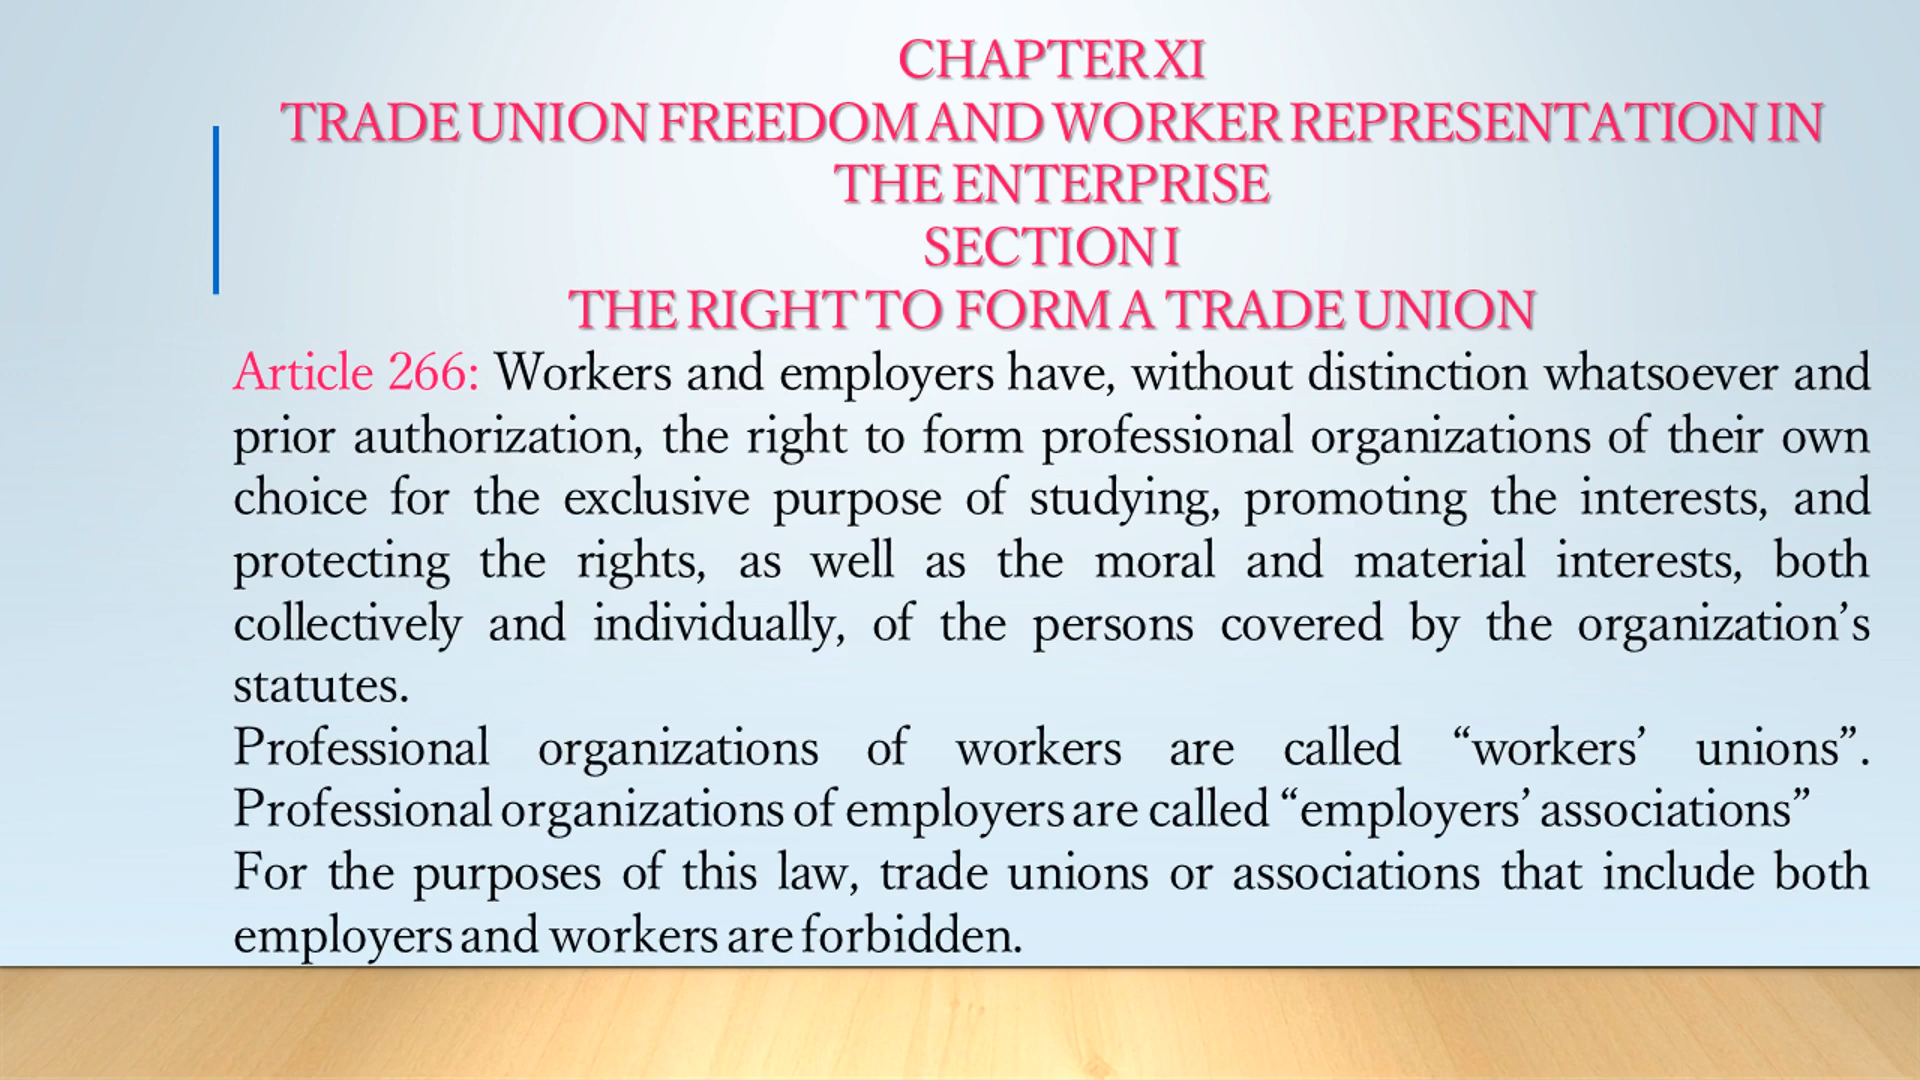 CHAPTER XI
TRADE UNION FREEDOM AND WORKER REPRESENTATION IN
THE ENTERPRISE
SECTION I
THE RIGHT TO FORM A TRADE UNION
Article 266: Workers and employers have, without distinction whatsoever and
prior authorization, the right to form professional organizations of their own
choice for the exclusive purpose of studying, promoting the interests, and
protecting the rights, as well as the moral and material interests, both
collectively and individually, of the persons covered by the organization’s
statutes.
Professional organizations of workers are called “workers’ unions”.
Professional organizations of employers are called “employers’ associations”
For the purposes of this law, trade unions or associations that include both
employers and workers are forbidden.